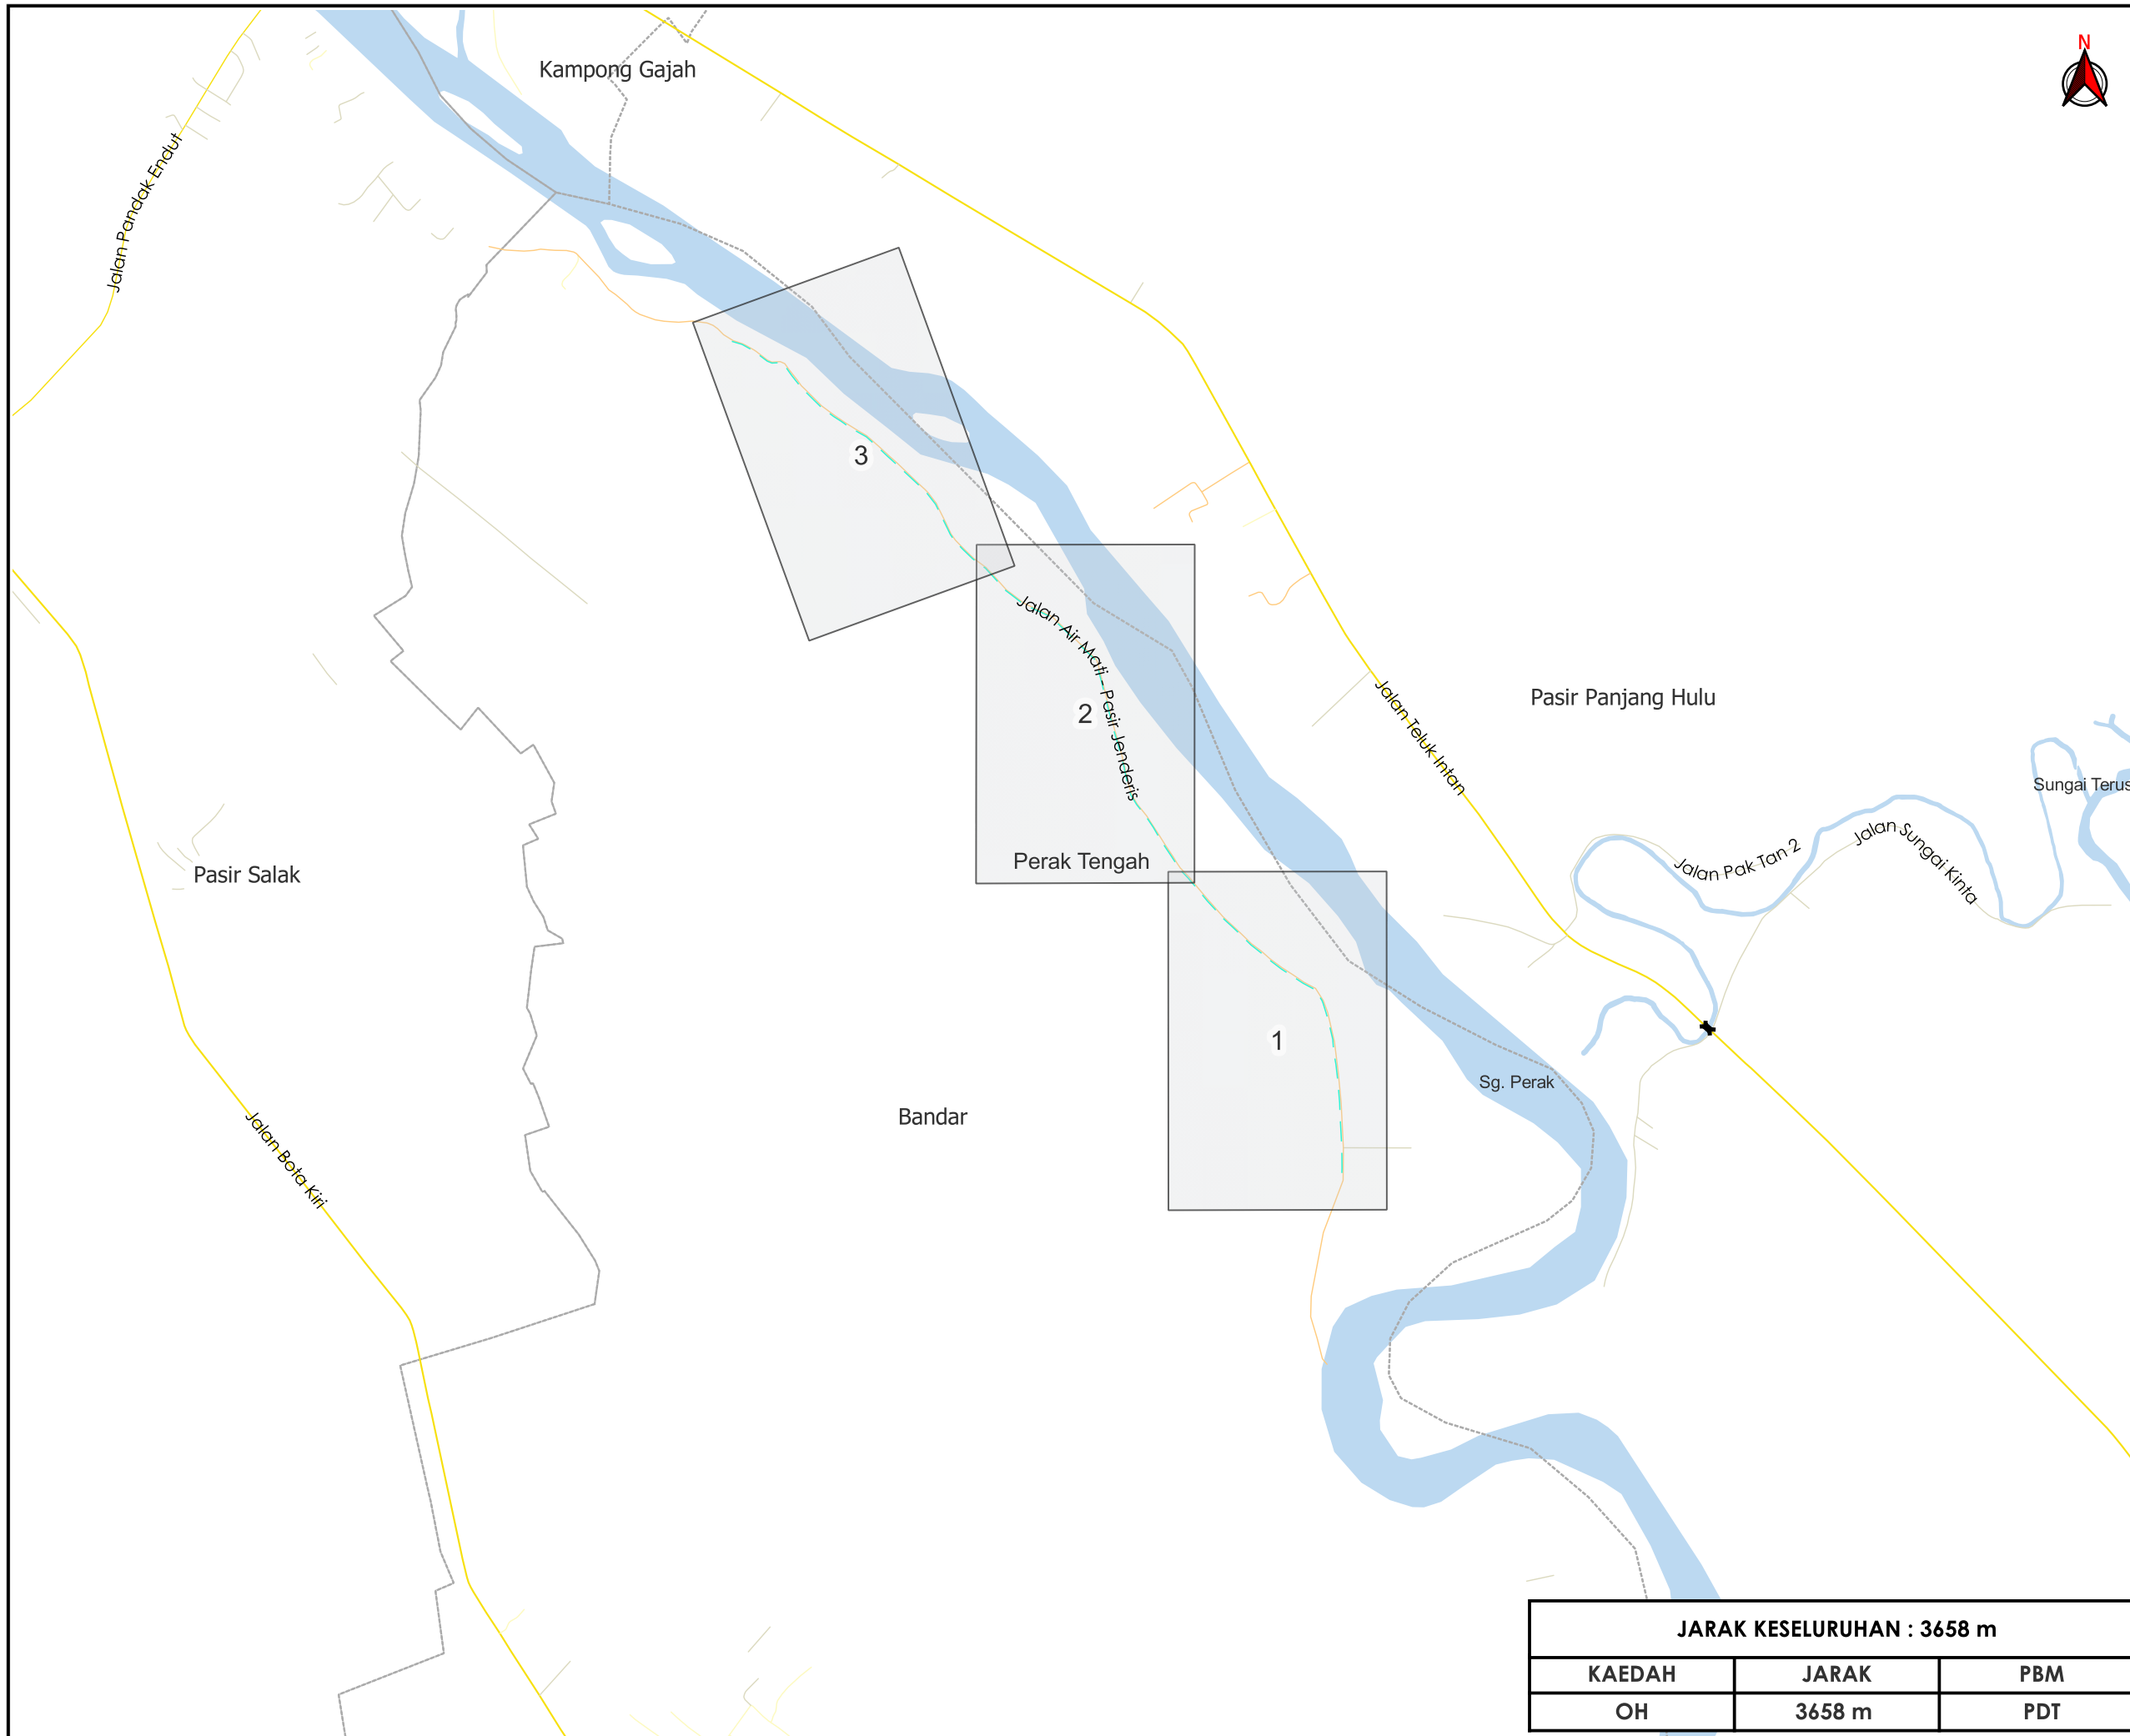 N
Kampong Gajah
Jalan Pandak Endut
3
Jalan Air Mati - Pasir Jenderis
2
Pasir Panjang Hulu
Jalan Teluk Intan
Sungai Terus
Jalan Pak Tan 2
Jalan Sungai Kinta
Perak Tengah
Pasir Salak
1
Sg. Perak
Bandar
Jalan Bota Kiri
JARAK KESELURUHAN : 3658 m
KAEDAH JARAK PBM
OH 3658 m PDT